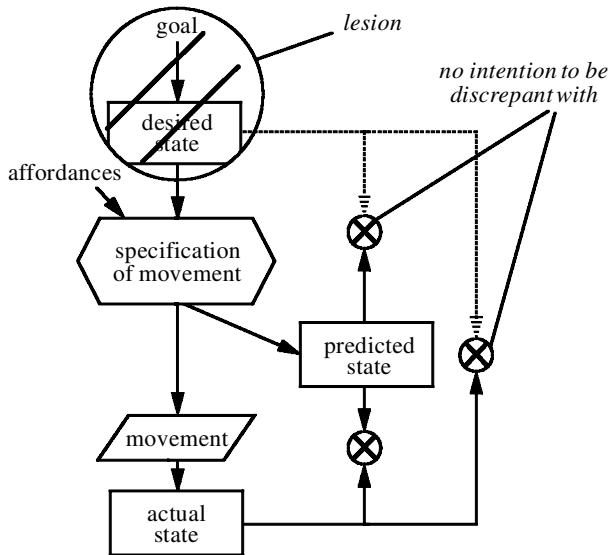 goal
lesion
no intention to be
discrepant with
desired
state
affordances
specification
of movement
predicted
state
movement
actual
state